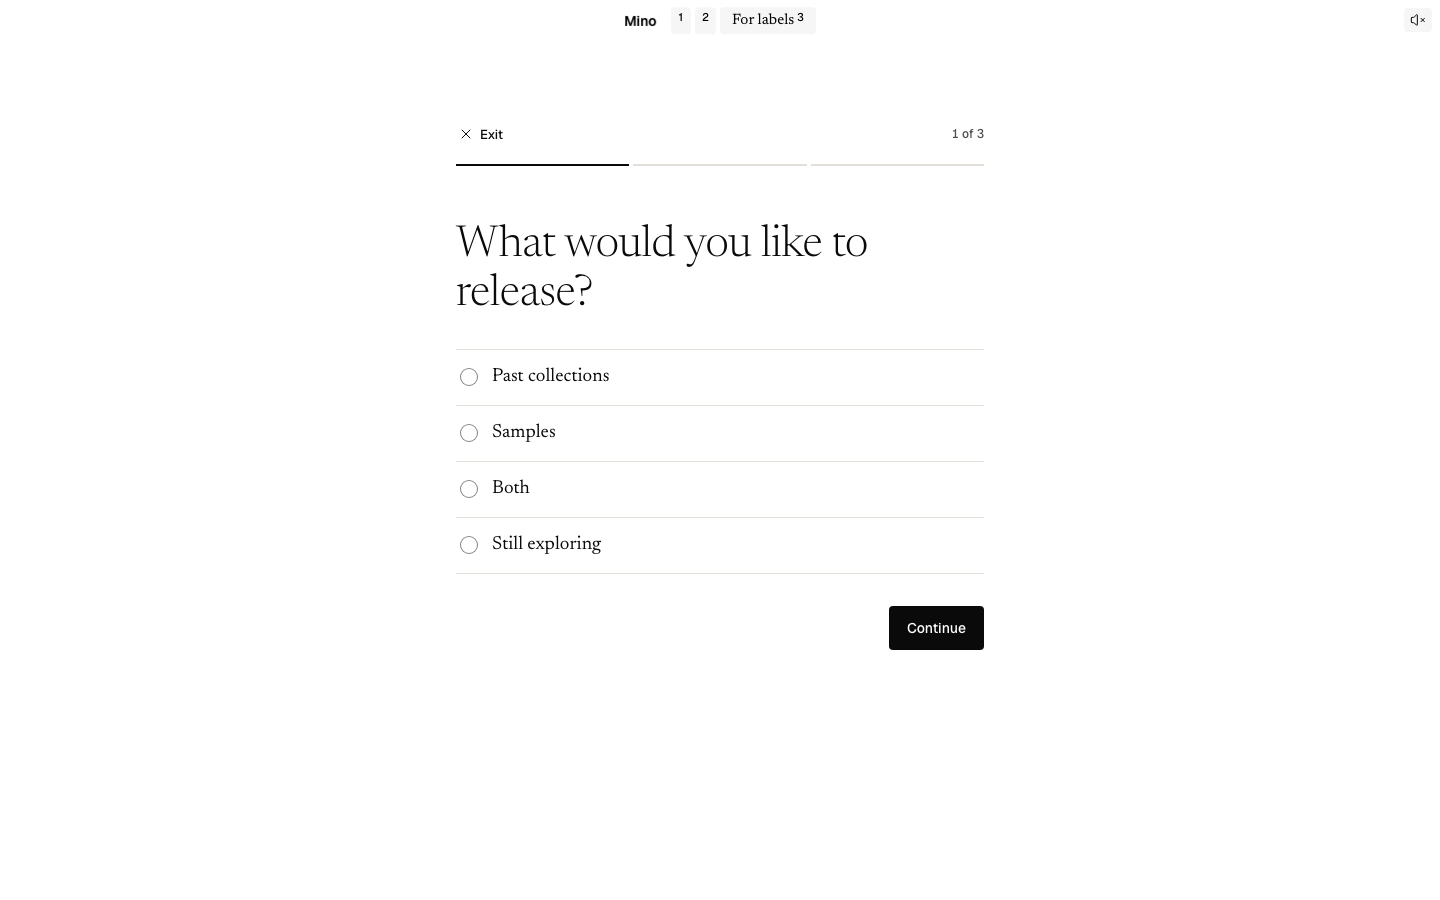 Mino 1 2 For labels 3
Exit 1 of 3
What would you like to
release?
Past collections
Samples
Both
Still exploring
Continue